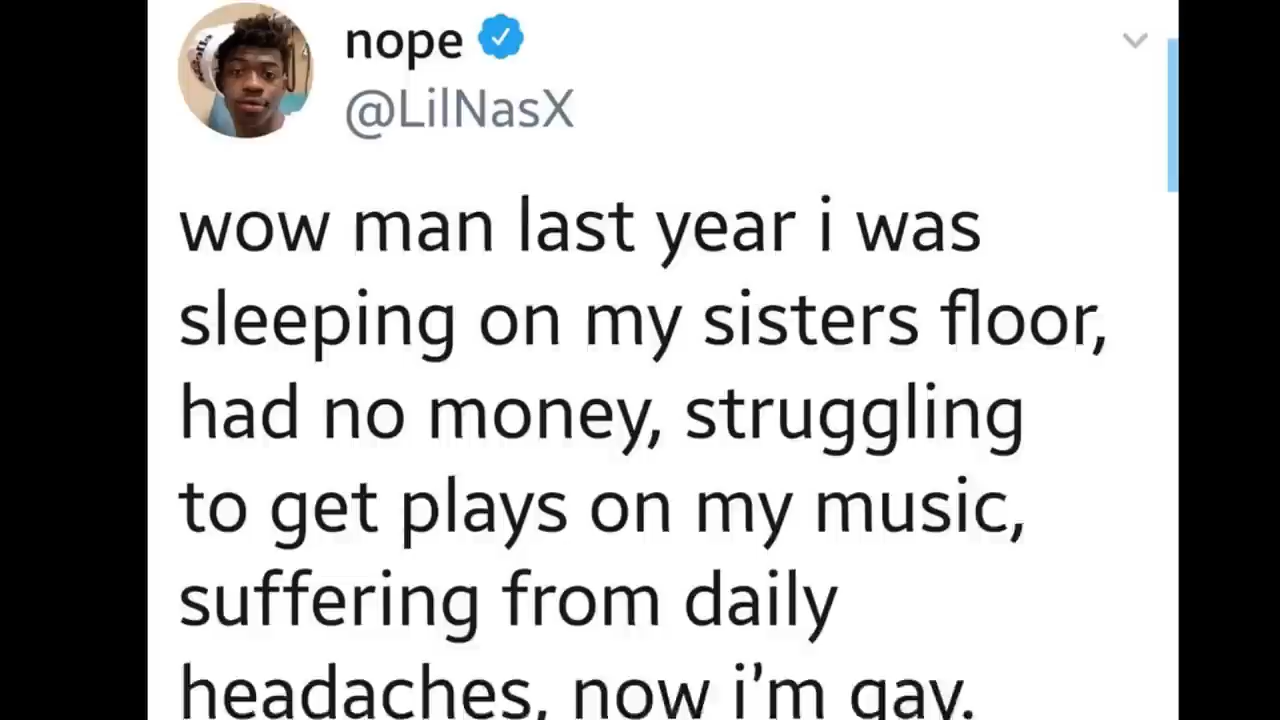 nope
@LilNasX
wow man last year i was
sleeping on my sisters floor,
had no money, struggling
to get plays on my music,
suffering from daily
headaches, now i'm gay.